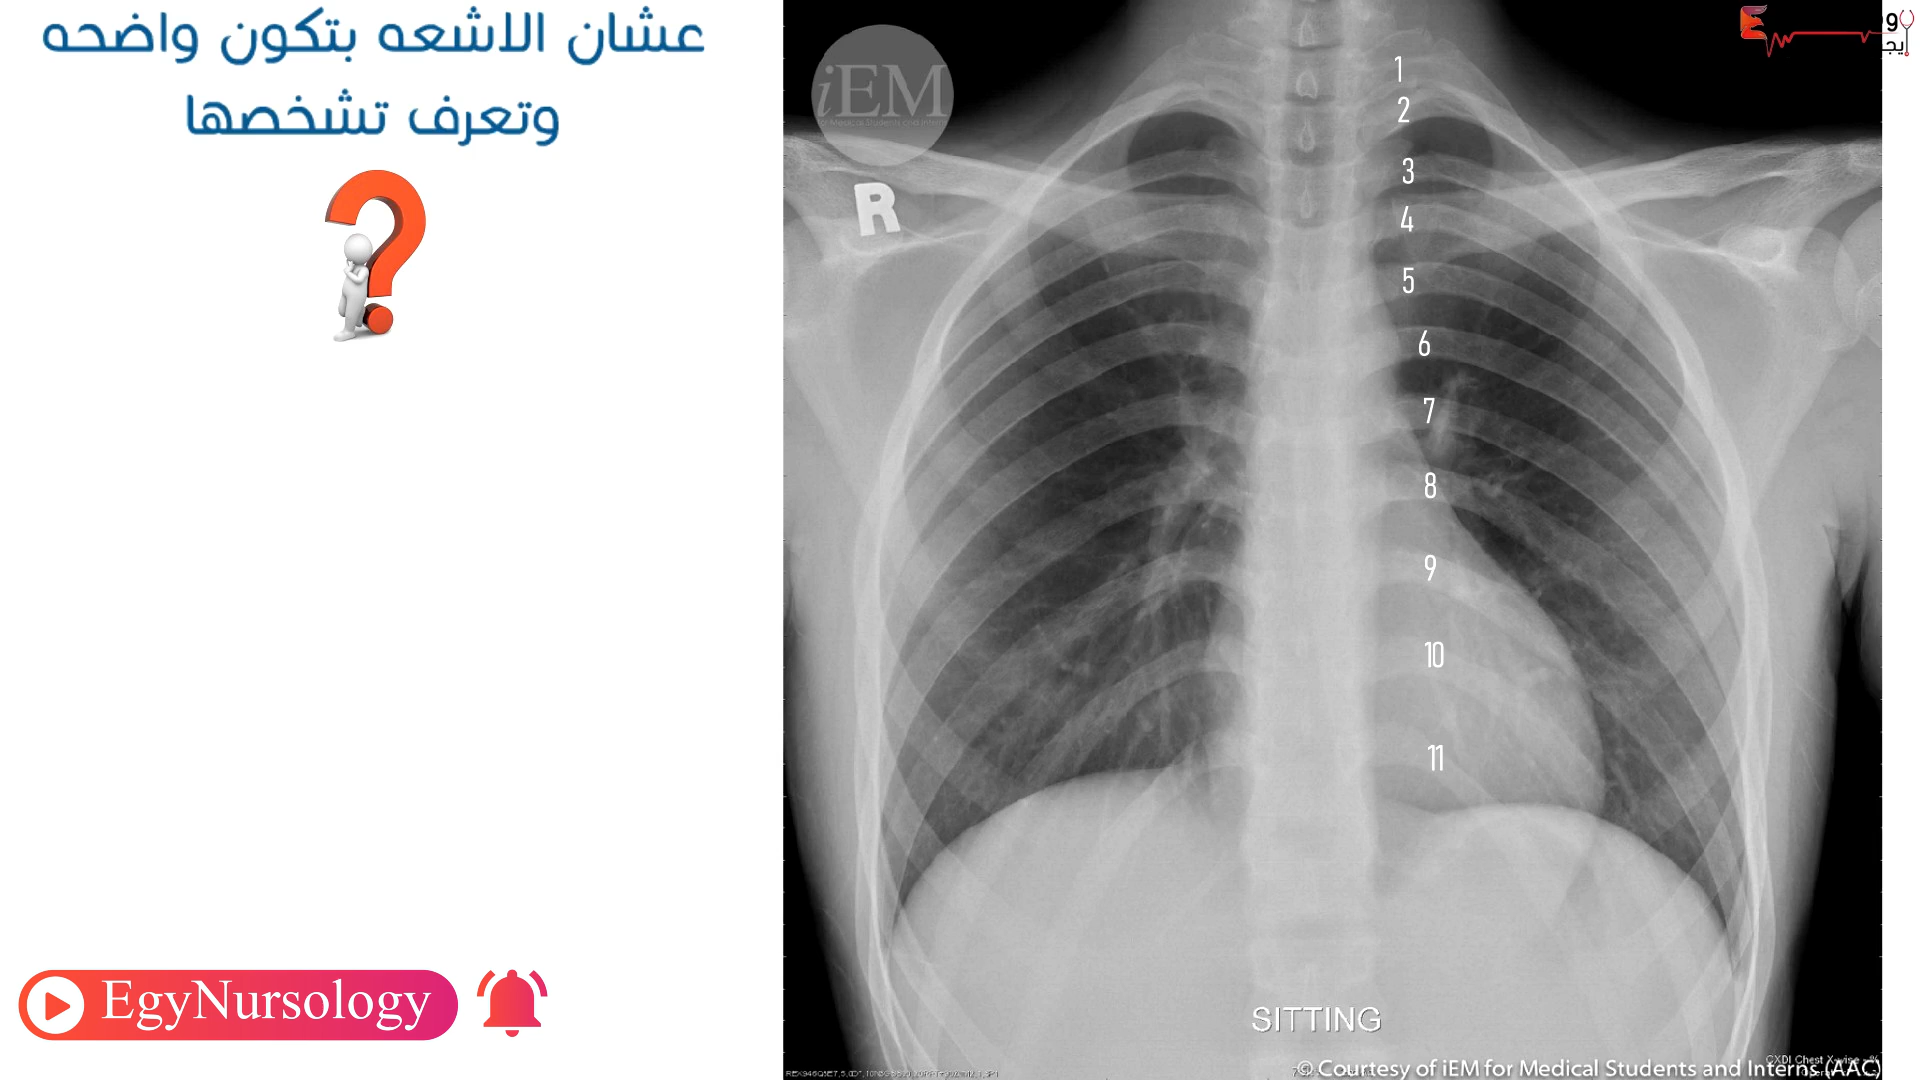 عشان الاشعه بتكون واضحه
وتعرف تشخصها
iEM
R
1
2
3
4
5
6
7
8
9
10
11
SITTING
EgyNursology
© Courtesy of iEM for Medical Students and Interns (AAC)